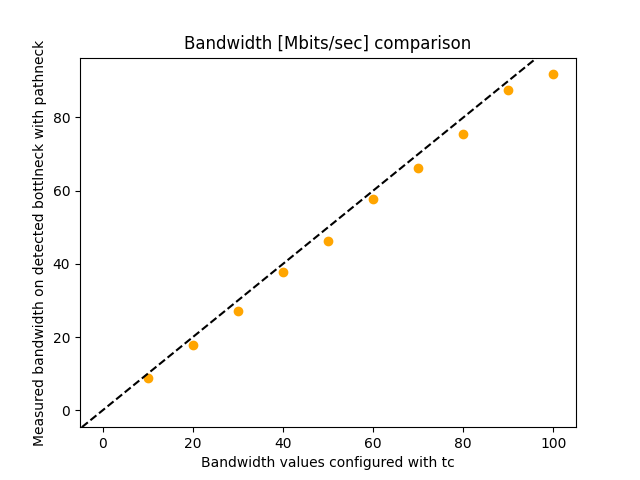 Bandwidth [Mbits/sec] comparison
Measured bandwidth on detected bottlneck with pathneck
80
60
40
20
0
0 20 40 60 80 100
Bandwidth values configured with tc